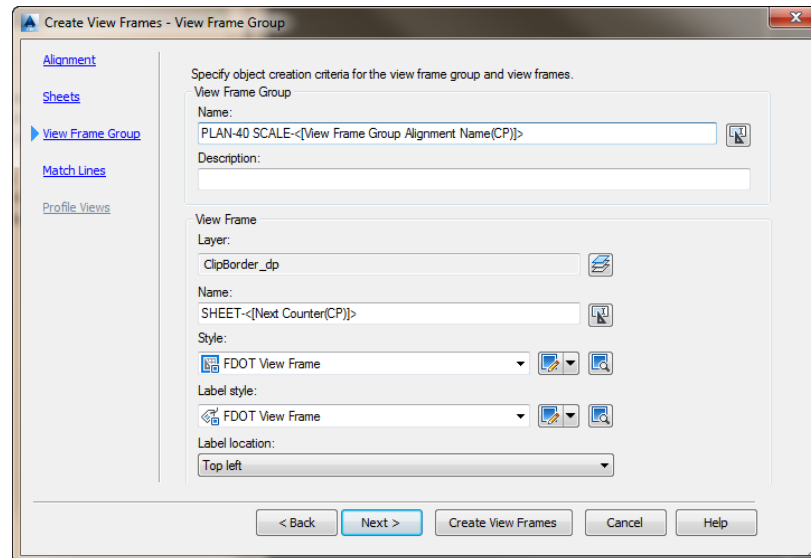 Create View Frames - View Frame Group
Alignment
Sheets
View Frame Group
Match Lines
Profile Views
Specify object creation criteria for the view frame group and view frames.
View Frame Group
Name:
PLAN-40 SCALE-<[View Frame Group Alignment Name(CP)]>
Description:
View Frame
Layer:
ClipBorder_dp
Name:
SHEET-<[Next Counter(CP)]>
Style:
FDOT View Frame
Label style:
FDOT View Frame
Label location:
Top left
< Back
Next >
Create View Frames
Cancel
Help